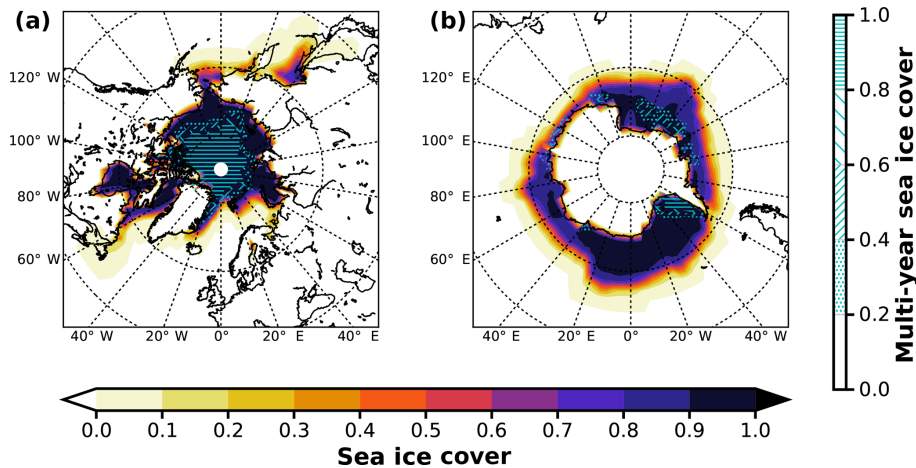 (a)
(b)
120° W
100° W
80° W
60° W
40° W
20° W
0°
20° E
40° E
120° E
100° E
80° E
60° E
40° E
20° E
0°
20° W
40° W
1.0
0.8
0.6
0.4
0.2
0.0
Multi-year sea ice cover
0.0 0.1 0.2 0.3 0.4 0.5 0.6 0.7 0.8 0.9 1.0
Sea ice cover